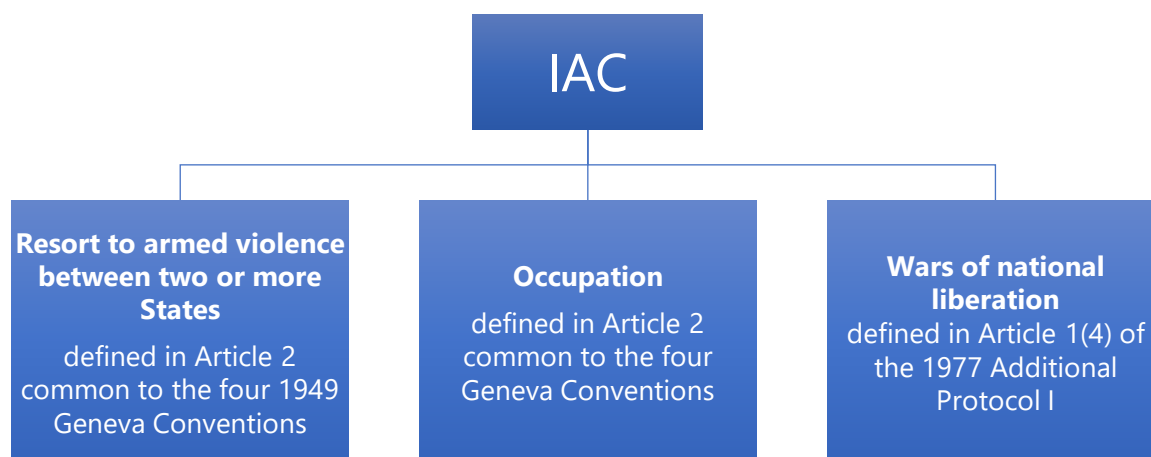 IAC
Resort to armed violence
between two or more
States
defined in Article 2
common to the four 1949
Geneva Conventions
Occupation
defined in Article 2
common to the four
Geneva Conventions
Wars of national
liberation
defined in Article 1(4) of
the 1977 Additional
Protocol I